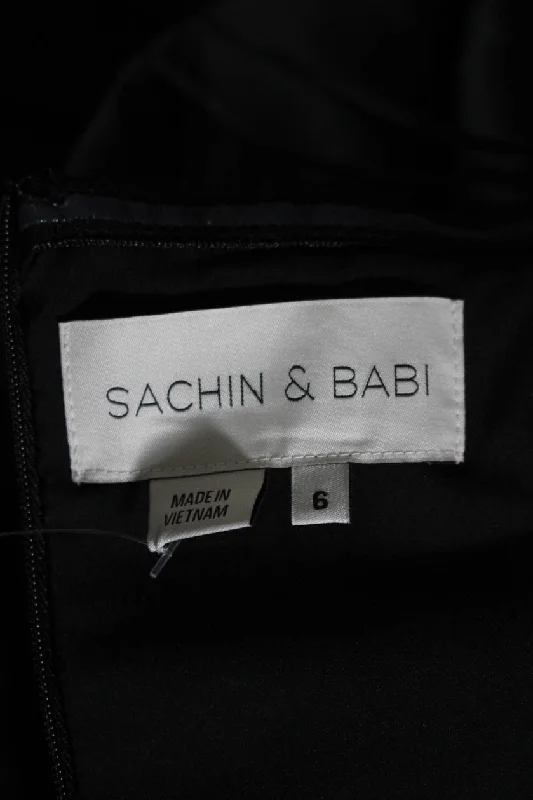 SACHIN & BABI
MADE IN
VIETNAM
6